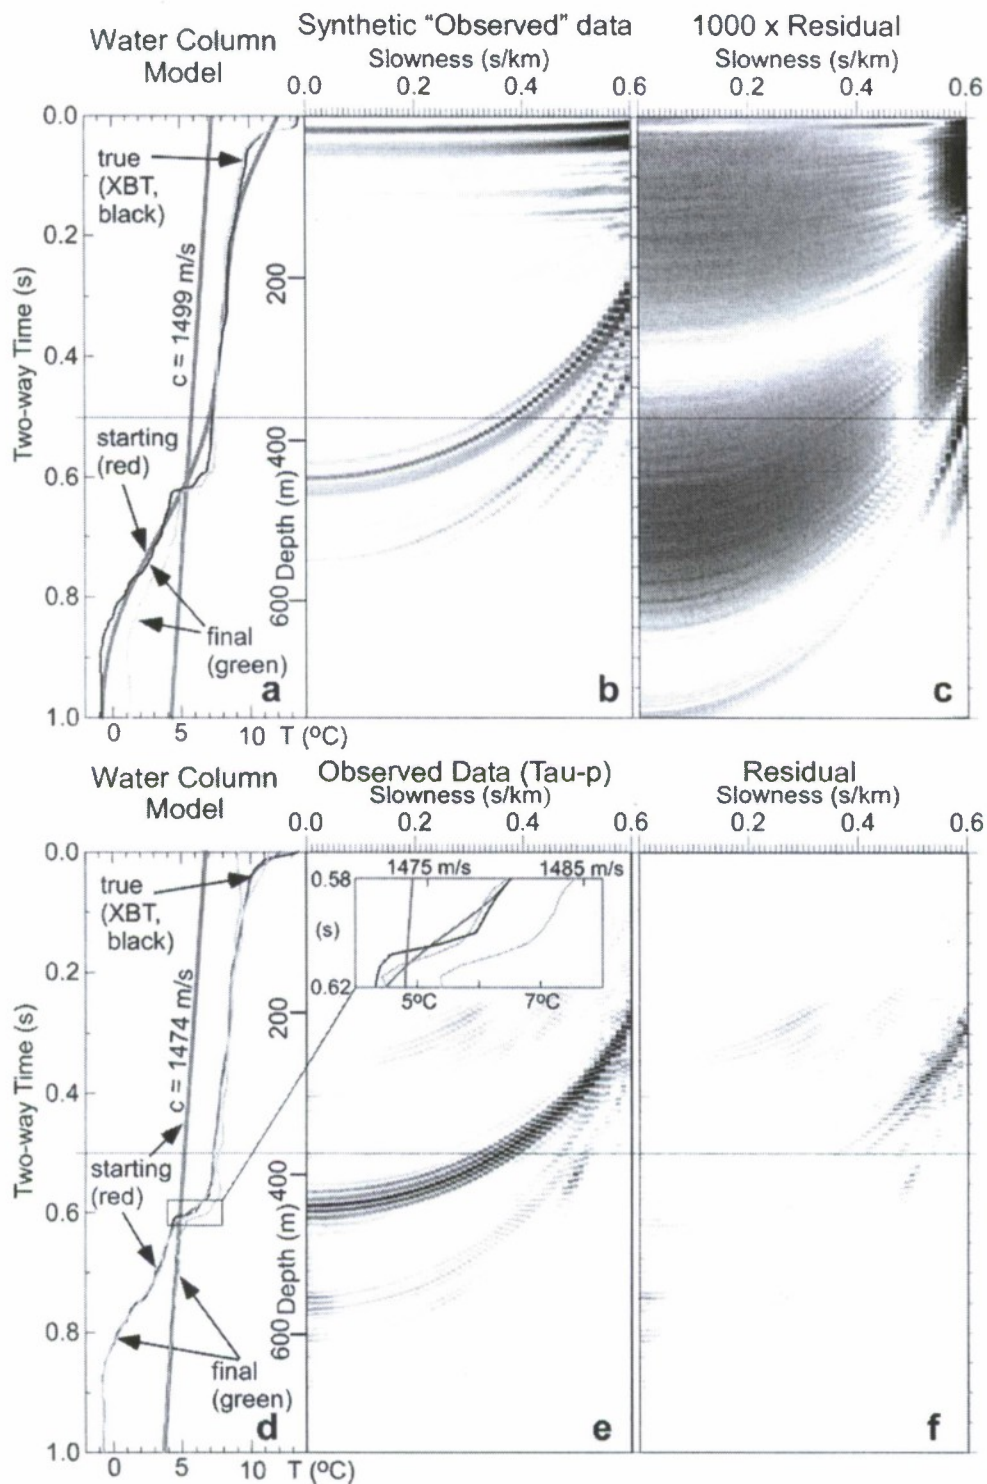 Water Column
Model
Synthetic "Observed" data
Slowness (s/km)
0.0 0.2 0.4 0.6
1000 x Residual
Slowness (s/km)
0.2 0.4 0.6
Two-way Time (s)
0.0
0.2
0.4
0.6
0.8
1.0
true
(XBT,
black)
c = 1499 m/s
starting
(red)
final
(green)
a
0 5 10 T (ºC)
200
400
600
Depth (m)
b
c
Water Column
Model
Observed Data (Tau-p)
Slowness (s/km)
0.0 0.2 0.4 0.6
Residual
Slowness (s/km)
0.2 0.4 0.6
Two-way Time (s)
0.0
0.2
0.4
0.6
0.8
1.0
true
(XBT,
black)
c = 1474 m/s
starting
(red)
final
(green)
d
0 5 10 T (ºC)
0.58
(s)
0.62
1475 m/s 1485 m/s
5ºC 7ºC
200
400
600
Depth (m)
e
f